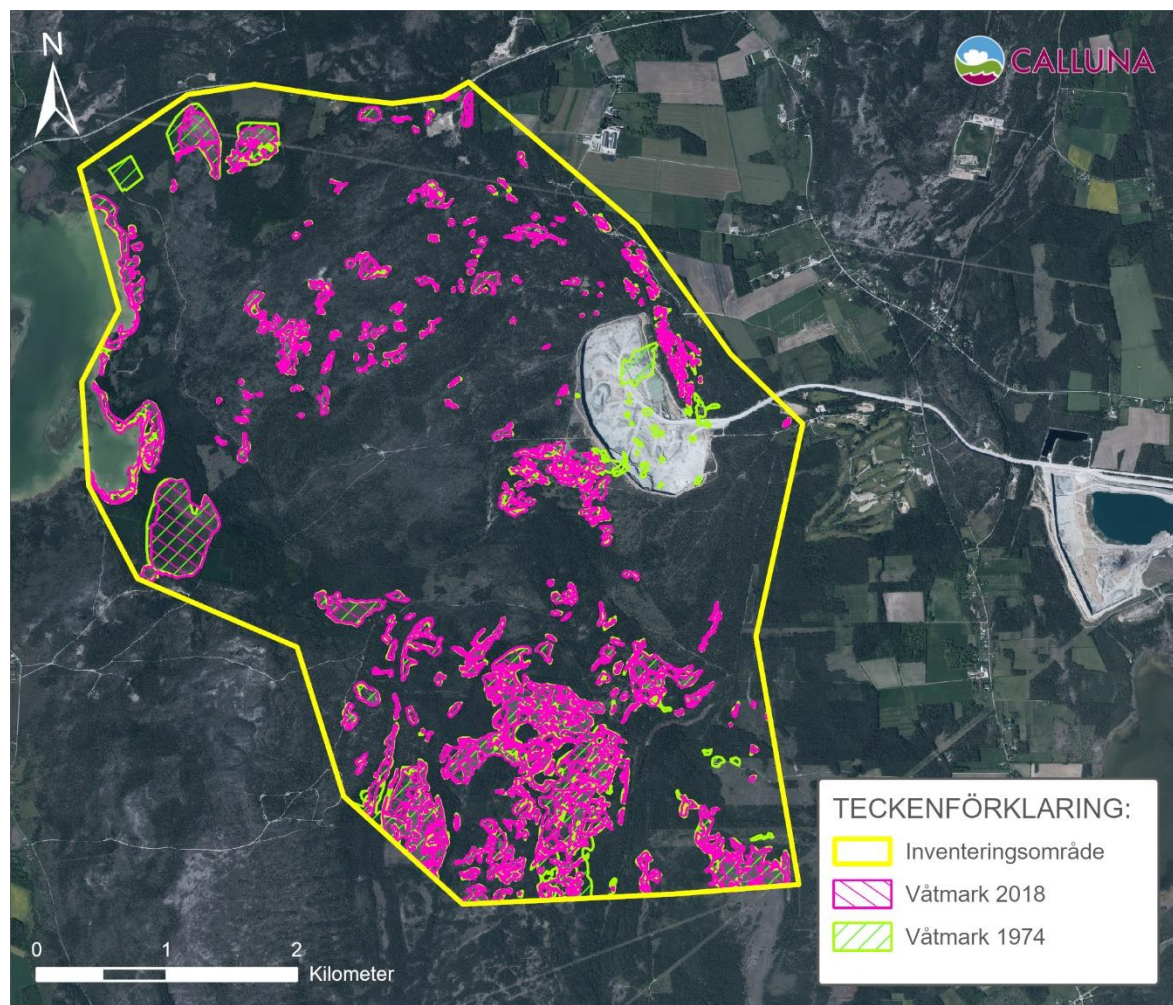 N
CALLUNA
TECKENFÖRKLARING:
Inventeringsområde
Våtmark 2018
Våtmark 1974
0 1 2
Kilometer